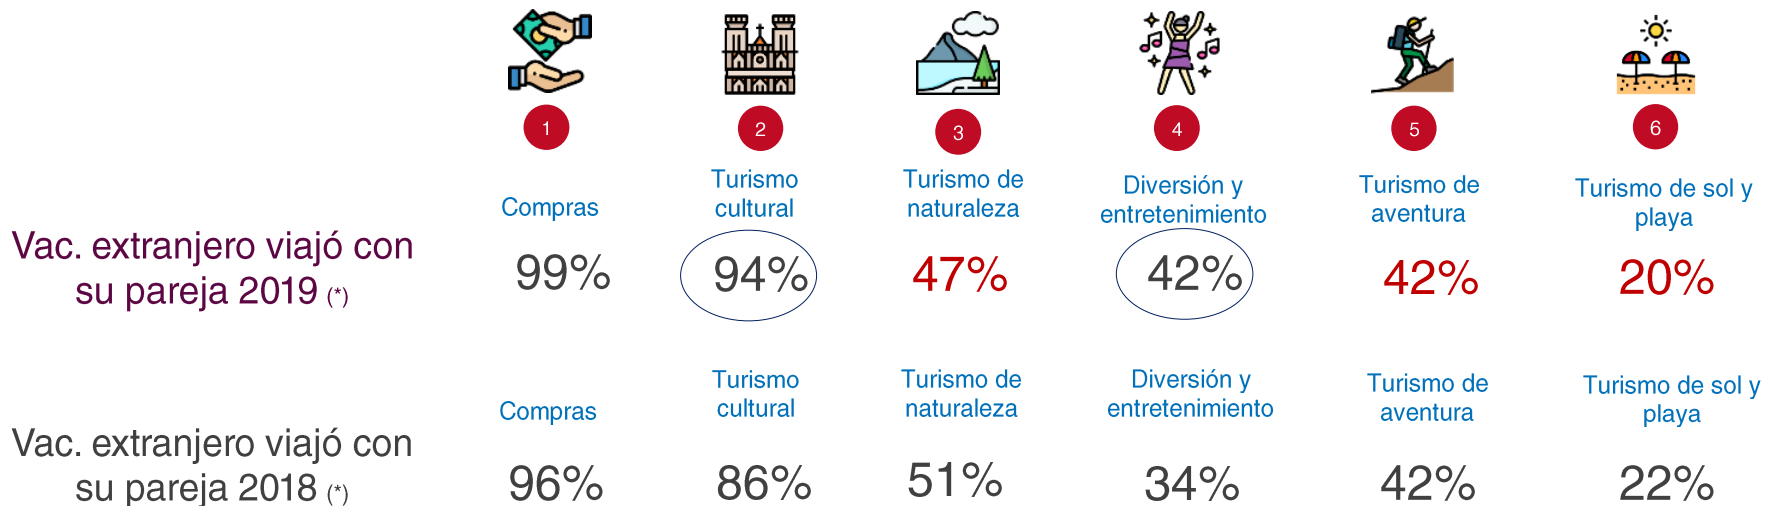 1
2
3
4
5
6
Compras
Turismo
cultural
Turismo de
naturaleza
Diversión y
entretenimiento
Turismo de
aventura
Turismo de sol y
playa
Vac. extranjero viajó con
su pareja 2019 (*)
99%
94%
47%
42%
42%
20%
Compras
Turismo
cultural
Turismo de
naturaleza
Diversión y
entretenimiento
Turismo de
aventura
Turismo de sol y
playa
Vac. extranjero viajó con
su pareja 2018 (*)
96%
86%
51%
34%
42%
22%